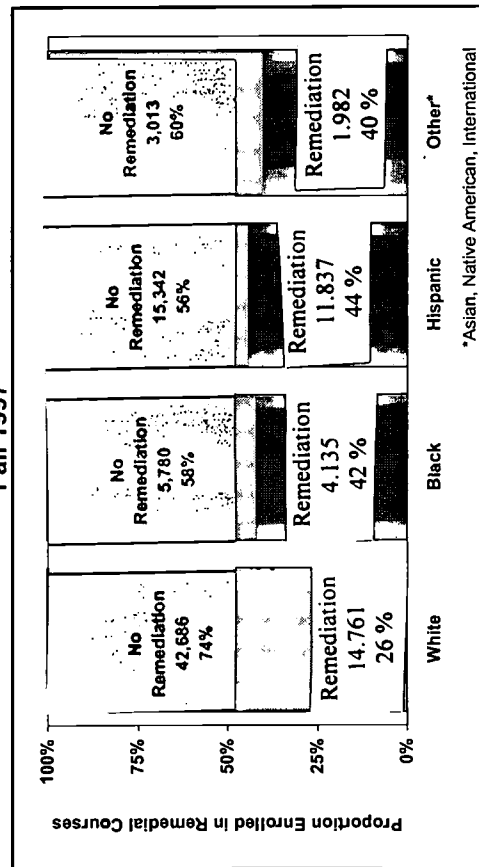 Proportion Enrolled in Remedial Courses
100%
75%
50%
25%
0%
No
Remediation
42,686
74%
Remediation
14.761
26 %
White
No
Remediation
5,780
58%
Remediation
4.135
42 %
Black
No
Remediation
15,342
56%
Remediation
11.837
44 %
Hispanic
No
Remediation
3,013
60%
Remediation
1.982
40 %
Other*
*Asian, Native American, International